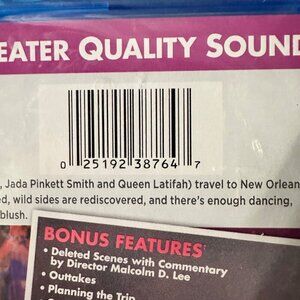 EATER QUALITY SOUND
0 25192 38764 7
, Jada Pinkett Smith and Queen Latifah) travel to New Orlean
ed, wild sides are rediscovered, and there's enough dancing,
blush.
BONUS FEATURES
• Deleted Scenes with Commentary
by Director Malcolm D. Lee
• Outtakes
• Planning the Trip